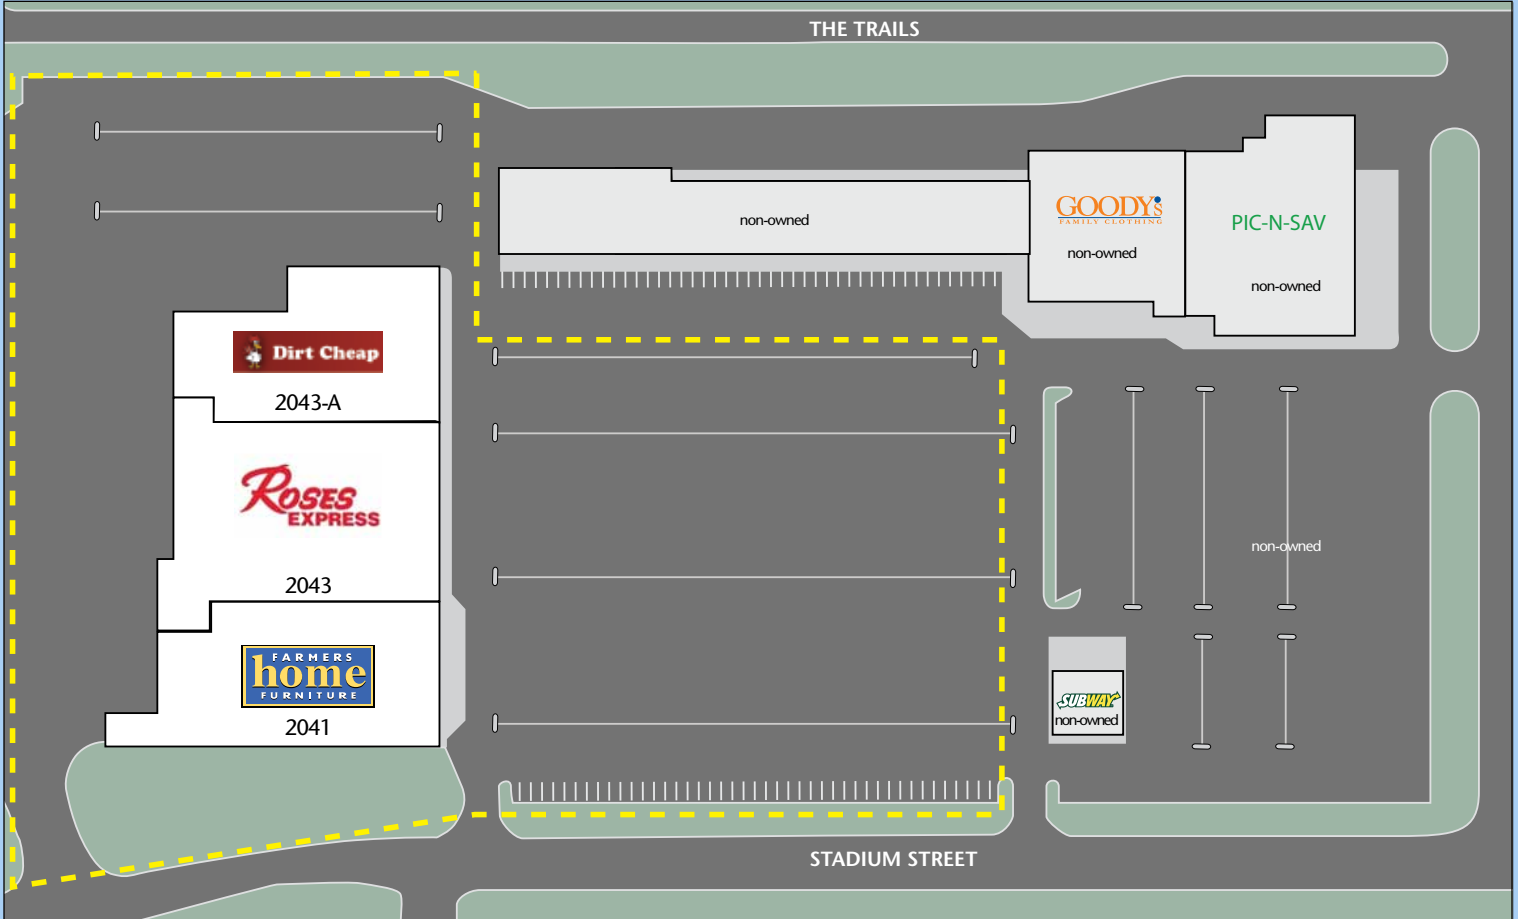 THE TRAILS
non-owned
GOODY's
FAMILY CLOTHING
non-owned
PIC-N-SAV
non-owned
Dirt Cheap
2043-A
ROSES
EXPRESS
2043
non-owned
FARMERS
home
FURNITURE
2041
SUBWAY
non-owned
STADIUM STREET